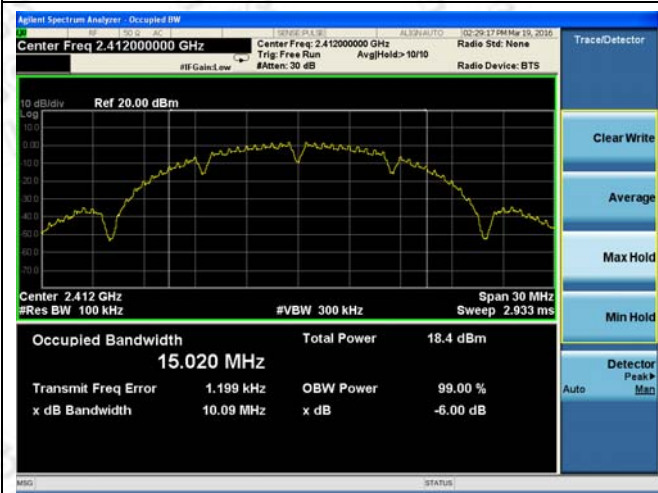 Agilent Spectrum Analyzer - Occupied BW
RF 50 Ω AC SENSE:PULSE ALIGNAUTO 02:29:17 PM Mar 19, 2016
Center Freq 2.412000000 GHz Center Freq: 2.412000000 GHz Radio Std: None Trace/Detector
Trig: Free Run Avg|Hold:> 10/10
#IFGain:Low #Atten: 30 dB Radio Device: BTS
10 dB/div Ref 20.00 dBm
Log
10.0
0.00
-10.0
-20.0
-30.0
-40.0
-50.0
-60.0
-70.0
Clear Write
Average
Max Hold
Min Hold
Center 2.412 GHz Span 30 MHz
#Res BW 100 kHz #VBW 300 kHz Sweep 2.933 ms
Occupied Bandwidth Total Power 18.4 dBm
15.020 MHz
Transmit Freq Error 1.199 kHz OBW Power 99.00 %
x dB Bandwidth 10.09 MHz x dB -6.00 dB
Detector
Peak▶
Auto Man
MSG STATUS